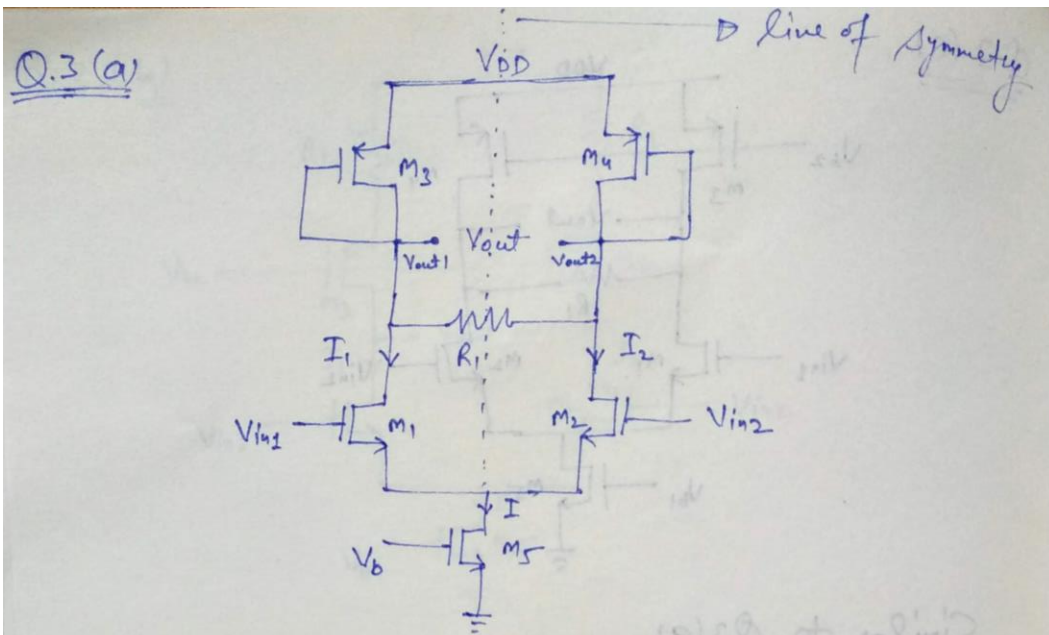 line of symmetry
Q.3 (a)
VDD
M3
M4
Vout1
Vout
Vout2
I1
R1
I2
Vin1
M1
M2
Vin2
I
Vb
M5